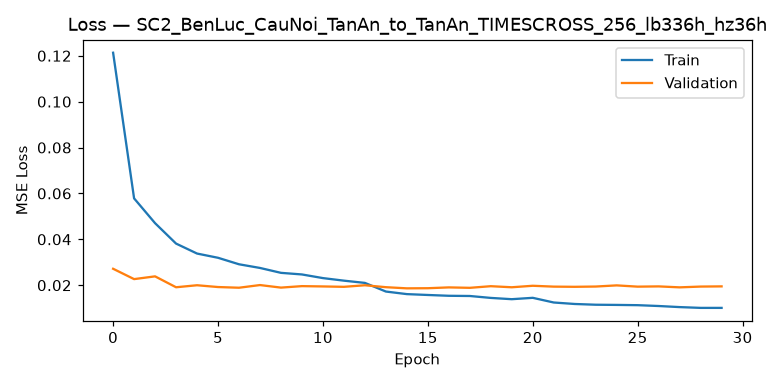 Loss — SC2_BenLuc_CauNoi_TanAn_to_TanAn_TIMESCROSS_256_lb336h_hz36h
Train
Validation
MSE Loss
0.12
0.10
0.08
0.06
0.04
0.02
0 5 10 15 20 25 30
Epoch